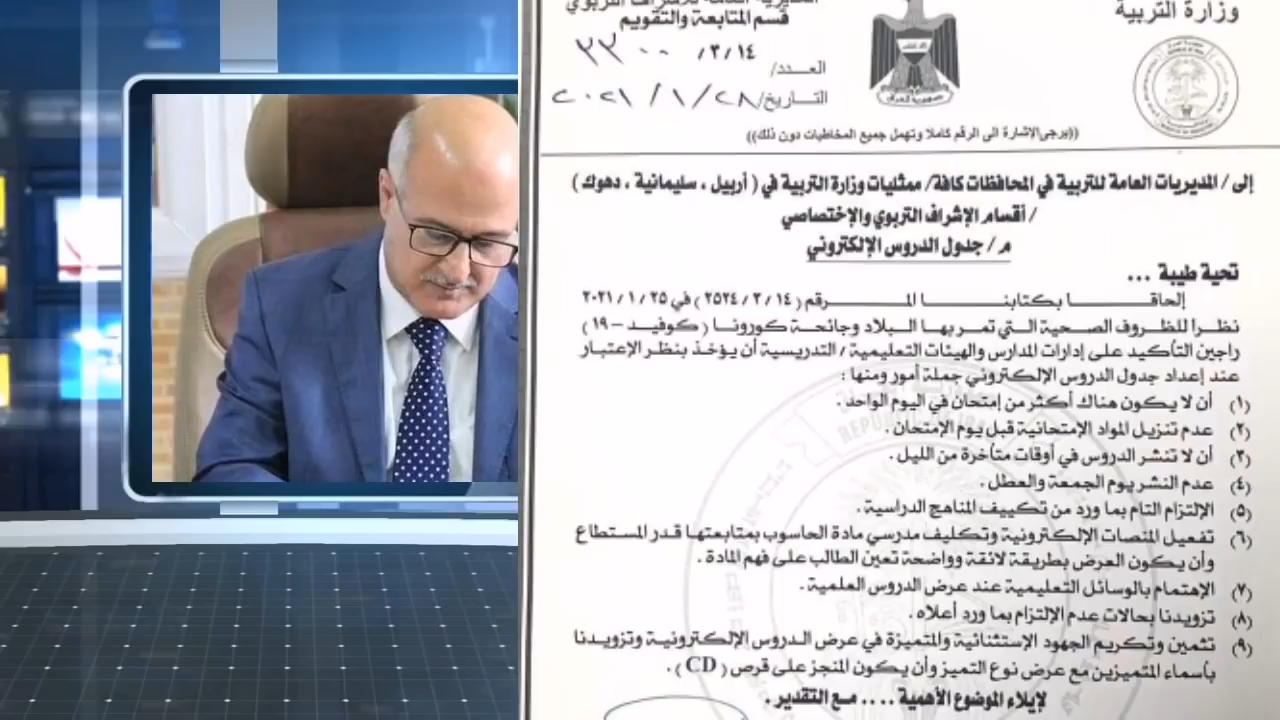 وزارة التربية
المديرية العامة للإشراف التربوي
قسم المتابعة والتقويم
العدد/ ٣/١٤/ ٣٣٠٠
التاريخ/ ٢٠٢١/١/٢٨
((يرجى الإشارة الى الرقم كاملا وتهمل جميع المخاطبات دون ذلك))
إلى / المديريات العامة للتربية في المحافظات كافة/ ممثليات وزارة التربية في ( أربيل ، سليمانية ، دهوك )
/ أقسام الإشراف التربوي والإختصاصي
م / جدول الدروس الإلكتروني
تحية طيبة ...
إلحاقا بكتابنا المرقم ( ٣/١٤ / ٢٥٢٤ ) في ٢٠٢١/١/٢٥
نظرا للظروف الصحية التي تمر بها البلاد وجانحة كورونا ( كوفيد - ١٩ )
راجين التأكيد على إدارات المدارس والهيئات التعليمية / التدريسية أن يؤخذ بنظر الإعتبار
عند إعداد جدول الدروس الإلكتروني جملة أمور ومنها :
(١) أن لا يكون هناك أكثر من إمتحان في اليوم الواحد .
(٢) عدم تنزيل المواد الإمتحانية قبل يوم الإمتحان .
(٣) أن لا تنشر الدروس في أوقات متأخرة من الليل .
(٤) عدم النشر يوم الجمعة والعطل .
(٥) الإلتزام التام بما ورد من تكييف المناهج الدراسية .
(٦) تفعيل المنصات الإلكترونية وتكليف مدرسي مادة الحاسوب بمتابعتها قدر المستطاع
وأن يكون العرض بطريقة لائقة وواضحة تعين الطالب على فهم المادة .
(٧) الإهتمام بالوسائل التعليمية عند عرض الدروس العلمية .
(٨) تزويدنا بحالات عدم الإلتزام بما ورد أعلاه .
(٩) تثمين وتكريم الجهود الإستثنائية والمتميزة في عرض الدروس الإلكترونية وتزويدنا
بأسماء المتميزين مع عرض نوع التميز وأن يكون المنجز على قرص ( CD ) .
لإيلاء الموضوع الأهمية .... مع التقدير .